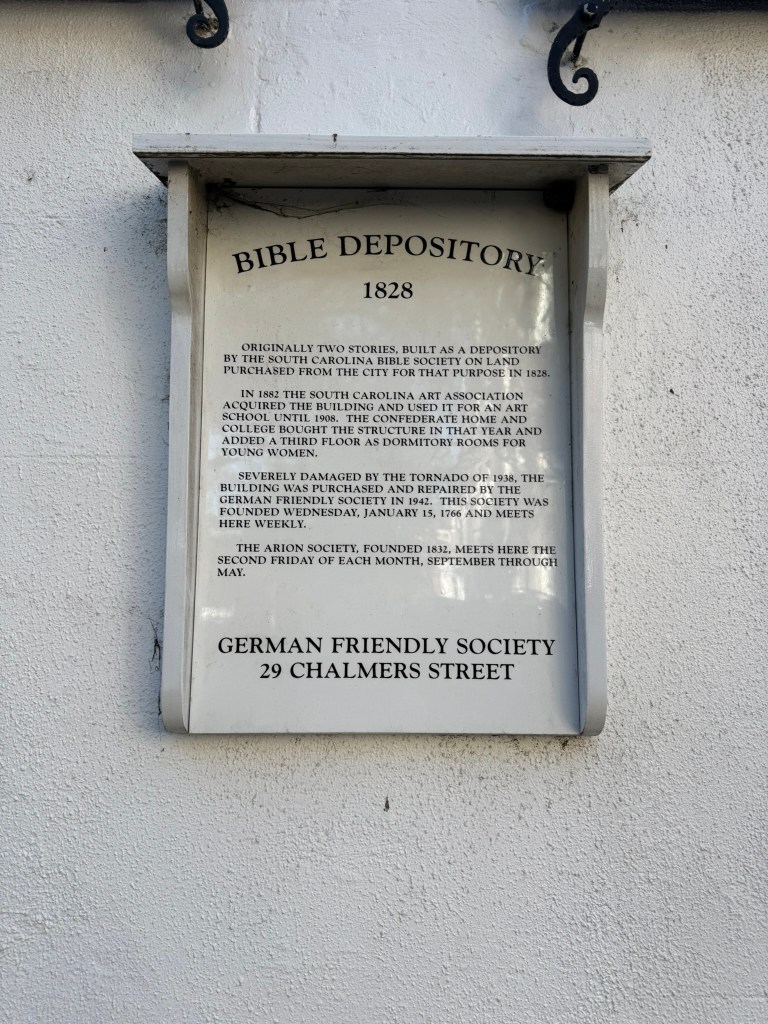 BIBLE DEPOSITORY
1828
ORIGINALLY TWO STORIES, BUILT AS A DEPOSITORY
BY THE SOUTH CAROLINA BIBLE SOCIETY ON LAND
PURCHASED FROM THE CITY FOR THAT PURPOSE IN 1828.
IN 1882 THE SOUTH CAROLINA ART ASSOCIATION
ACQUIRED THE BUILDING AND USED IT FOR AN ART
SCHOOL UNTIL 1908. THE CONFEDERATE HOME AND
COLLEGE BOUGHT THE STRUCTURE IN THAT YEAR AND
ADDED A THIRD FLOOR AS DORMITORY ROOMS FOR
YOUNG WOMEN.
SEVERELY DAMAGED BY THE TORNADO OF 1938, THE
BUILDING WAS PURCHASED AND REPAIRED BY THE
GERMAN FRIENDLY SOCIETY IN 1942. THIS SOCIETY WAS
FOUNDED WEDNESDAY, JANUARY 15, 1766 AND MEETS
HERE WEEKLY.
THE ARION SOCIETY, FOUNDED 1832, MEETS HERE THE
SECOND FRIDAY OF EACH MONTH, SEPTEMBER THROUGH
MAY.
GERMAN FRIENDLY SOCIETY
29 CHALMERS STREET